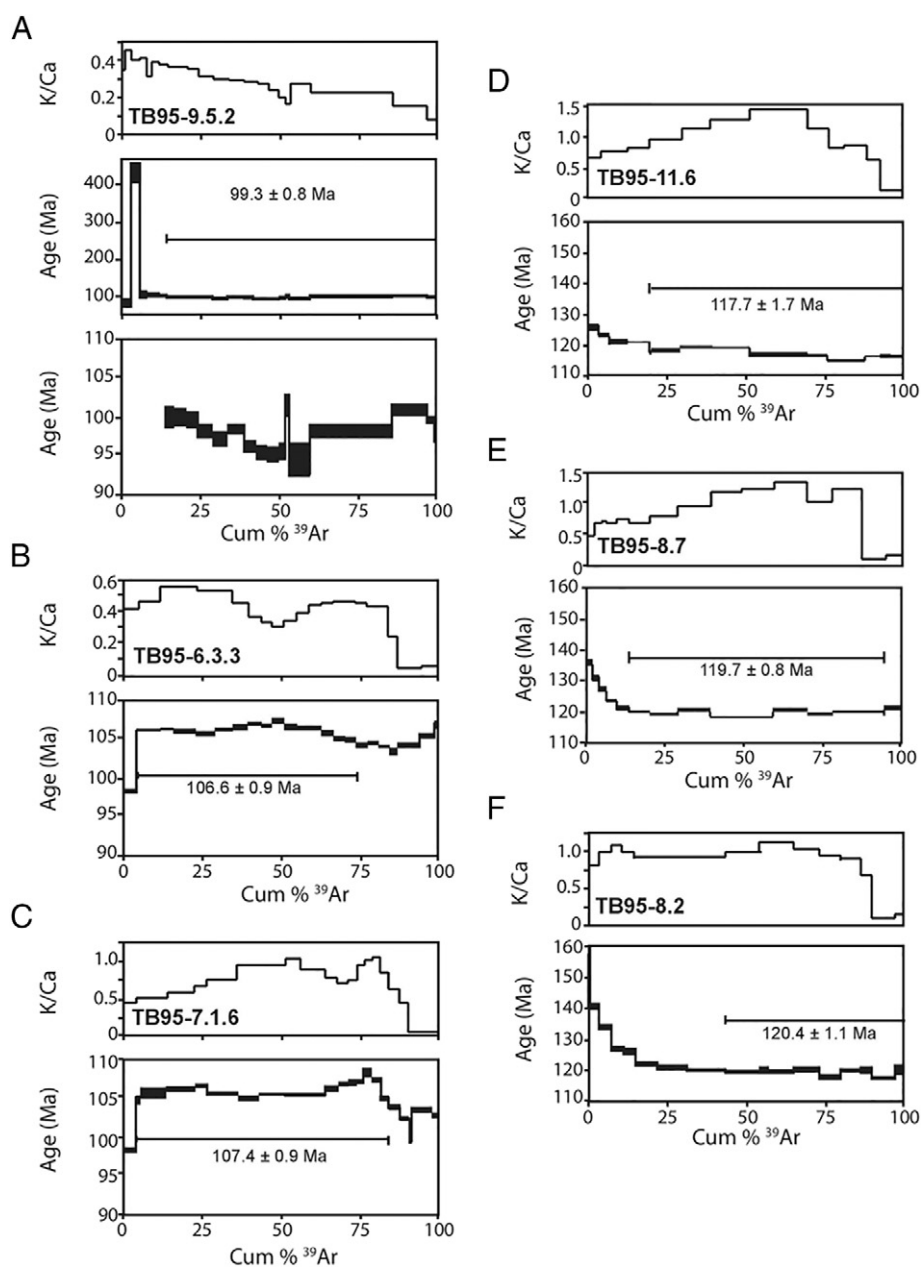 A
K/Ca
0.4
0.2
0
TB95-9.5.2
Age (Ma)
400
300
200
100
99.3 ± 0.8 Ma
Age (Ma)
110
105
100
95
90
0 25 50 75 100
Cum % ³⁹Ar
B
K/Ca
0.6
0.4
0.2
0
TB95-6.3.3
Age (Ma)
110
105
100
95
90
106.6 ± 0.9 Ma
0 25 50 75 100
C
K/Ca
1.0
0.5
0
TB95-7.1.6
Age (Ma)
110
105
100
95
90
107.4 ± 0.9 Ma
0 25 50 75 100
Cum % ³⁹Ar
D
K/Ca
1.5
1.0
0.5
0
TB95-11.6
Age (Ma)
160
150
140
130
120
110
117.7 ± 1.7 Ma
0 25 50 75 100
Cum % ³⁹Ar
E
K/Ca
1.5
1.0
0.5
0
TB95-8.7
Age (Ma)
160
150
140
130
120
110
119.7 ± 0.8 Ma
0 25 50 75 100
F
K/Ca
1.0
0.5
0
TB95-8.2
Age (Ma)
160
150
140
130
120
110
120.4 ± 1.1 Ma
0 25 50 75 100
Cum % ³⁹Ar